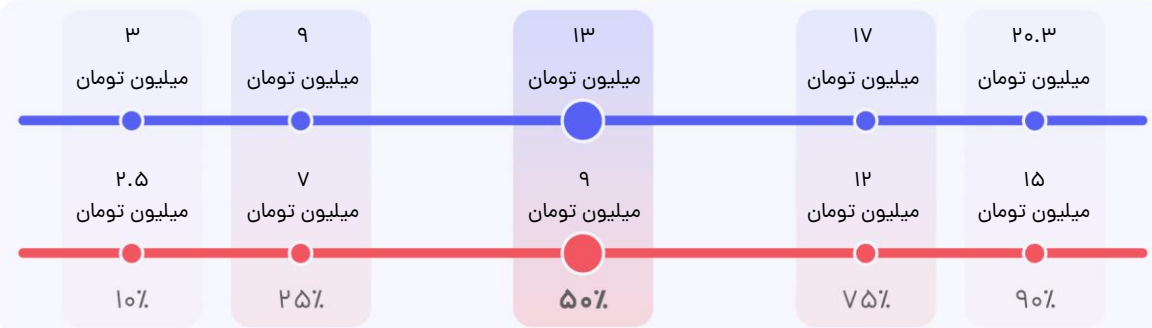 ۳ ۹ ۱۳ ۱۷ ۲۰.۳
میلیون تومان میلیون تومان میلیون تومان میلیون تومان میلیون تومان
۲.۵ ۷ ۹ ۱۲ ۱۵
میلیون تومان میلیون تومان میلیون تومان میلیون تومان میلیون تومان
۱۰٪ ۲۵٪ ۵۰٪ ۷۵٪ ۹۰٪